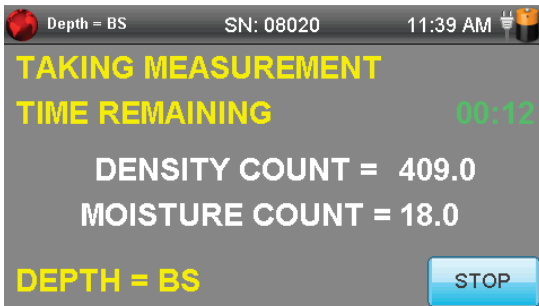 Depth = BS SN: 08020 11:39 AM
TAKING MEASUREMENT
TIME REMAINING 00:12
DENSITY COUNT = 409.0
MOISTURE COUNT = 18.0
DEPTH = BS STOP